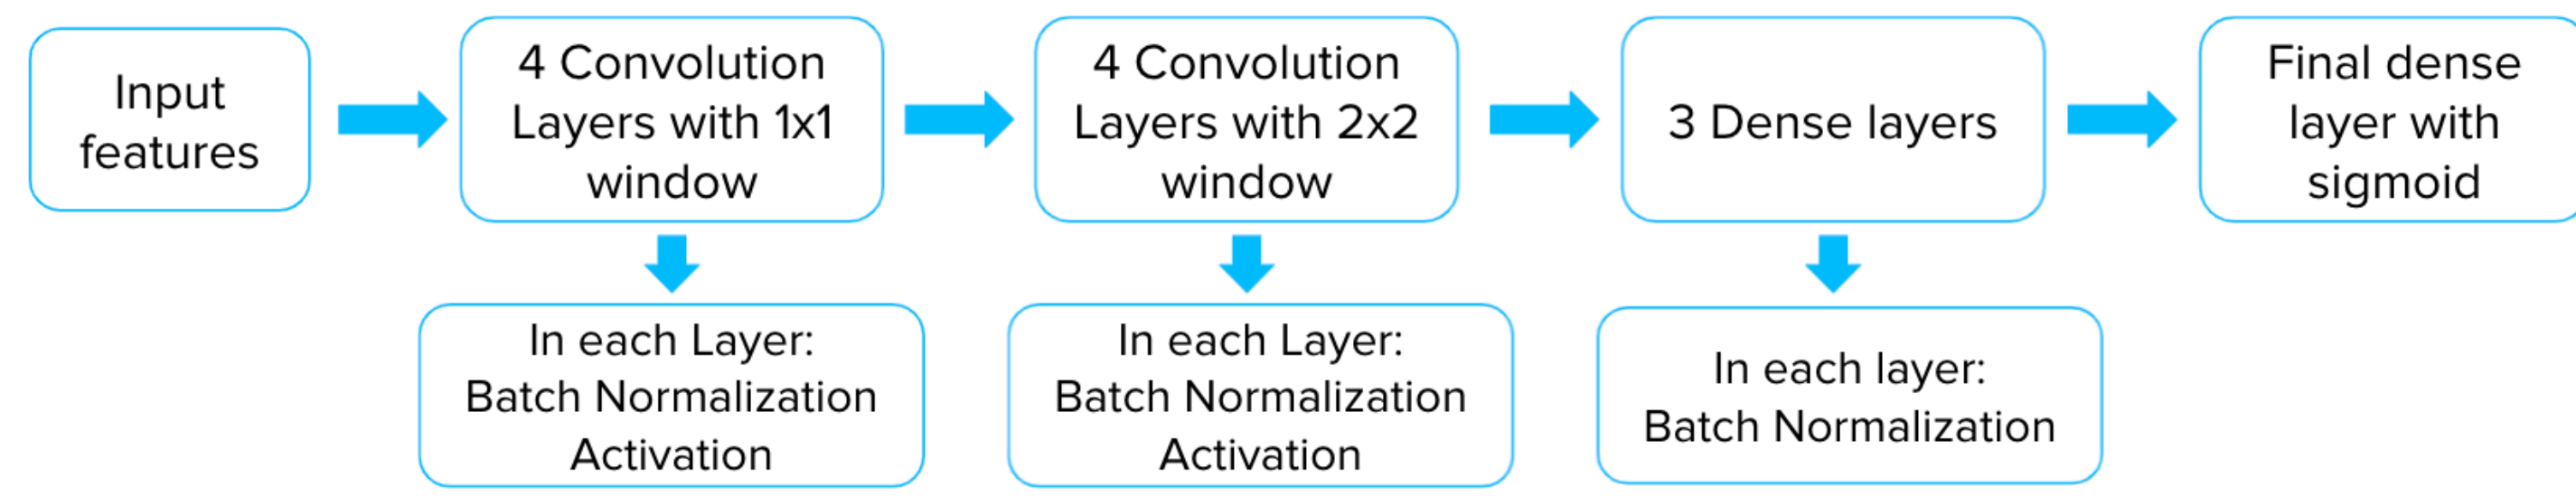 Input
features
4 Convolution
Layers with 1x1
window
4 Convolution
Layers with 2x2
window
3 Dense layers
Final dense
layer with
sigmoid
In each Layer:
Batch Normalization
Activation
In each Layer:
Batch Normalization
Activation
In each layer:
Batch Normalization